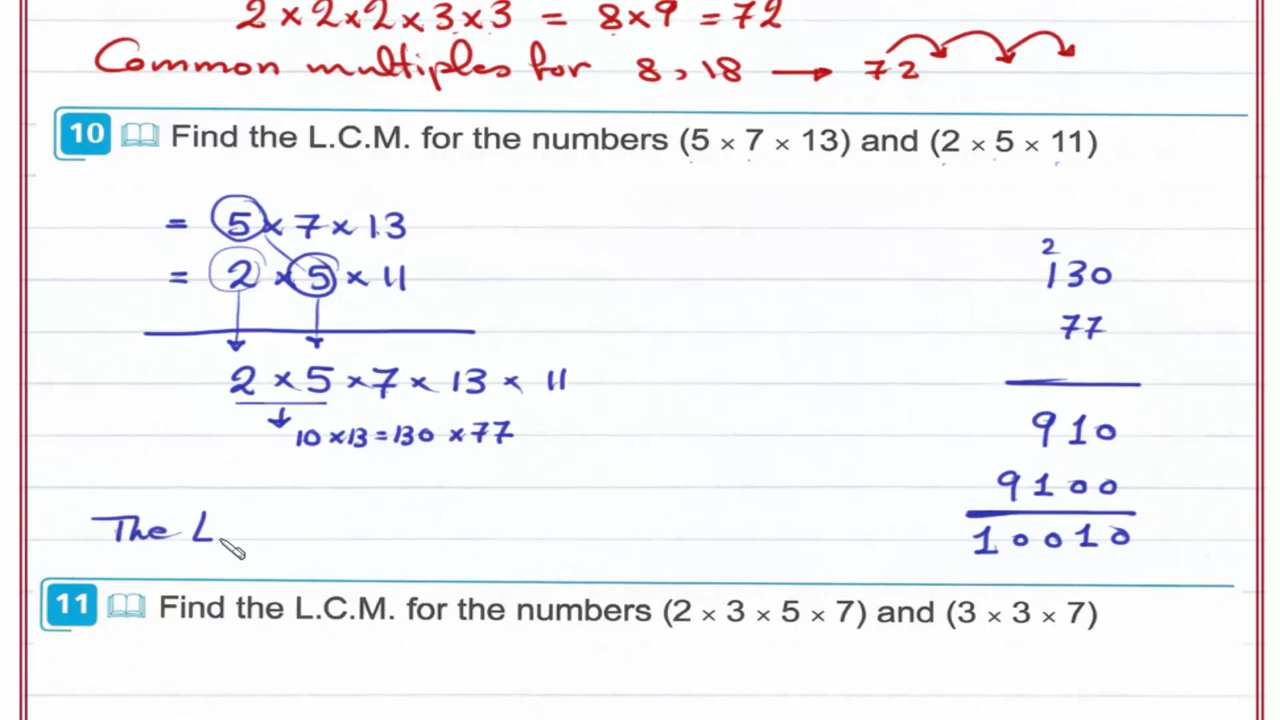 2 × 2 × 2 × 3 × 3 = 8 × 9 = 72
Common multiples for 8, 18 → 72
10 Find the L.C.M. for the numbers (5 × 7 × 13) and (2 × 5 × 11)
= 5 × 7 × 13
= 2 × 5 × 11
2 × 5 × 7 × 13 × 11
10 × 13 = 130 × 77
2
130
77
910
9100
10010
The L
11 Find the L.C.M. for the numbers (2 × 3 × 5 × 7) and (3 × 3 × 7)